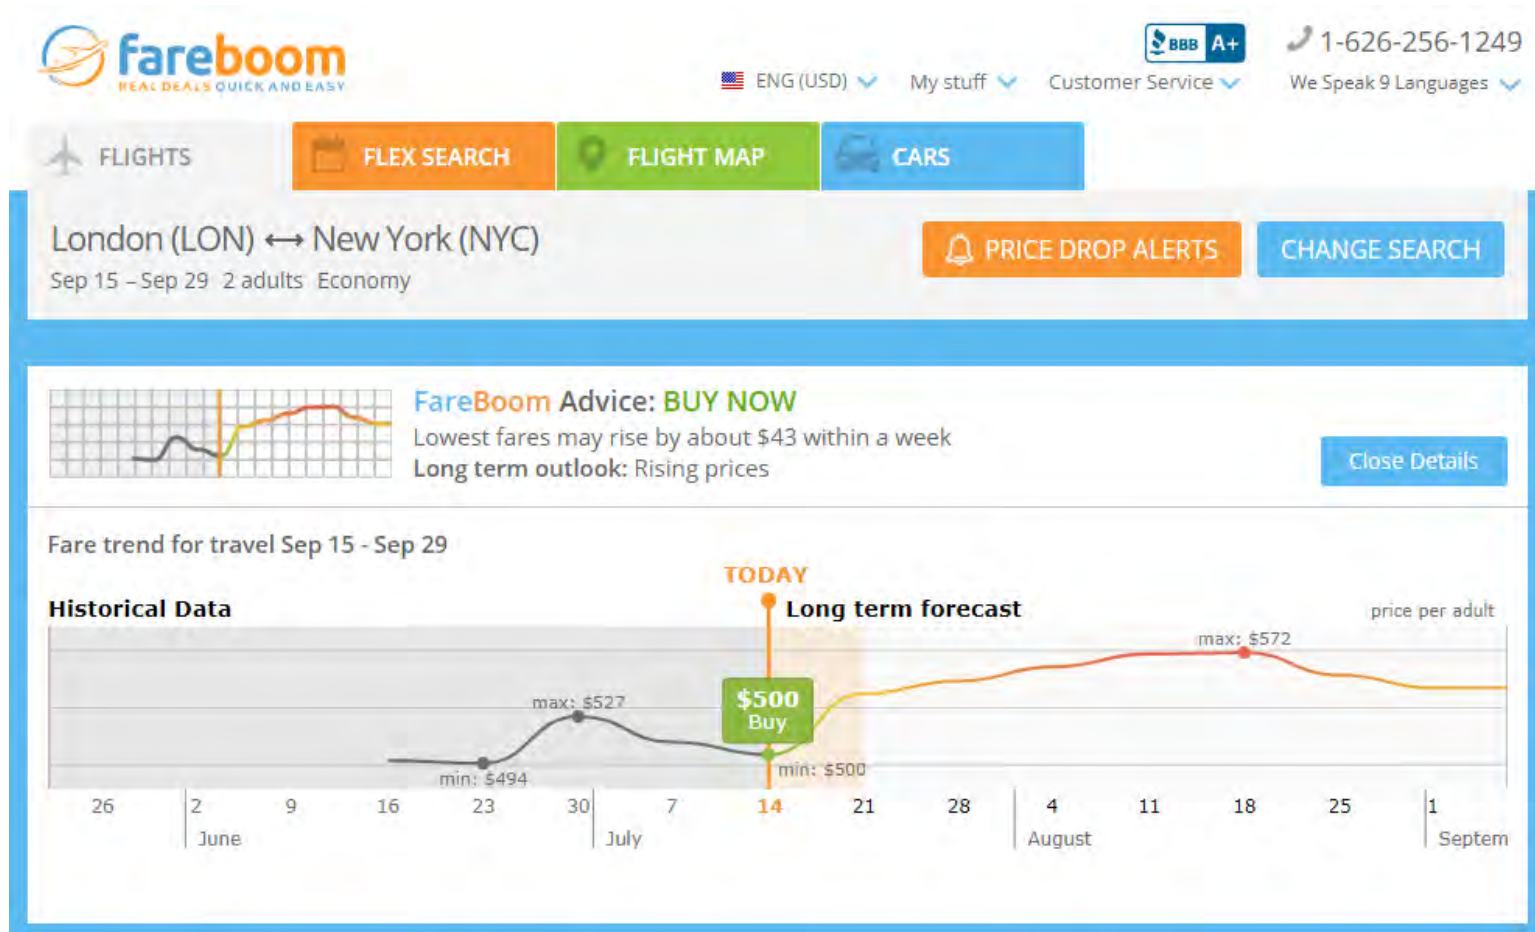 fareboom
REAL DEALS QUICK AND EASY
BBB A+
1-626-256-1249
ENG (USD) My stuff Customer Service We Speak 9 Languages
FLIGHTS FLEX SEARCH FLIGHT MAP CARS
London (LON) ↔ New York (NYC)
Sep 15 – Sep 29 2 adults Economy
PRICE DROP ALERTS CHANGE SEARCH
FareBoom Advice: BUY NOW
Lowest fares may rise by about $43 within a week
Long term outlook: Rising prices
Close Details
Fare trend for travel Sep 15 - Sep 29
TODAY
Historical Data Long term forecast price per adult
max: $572
max: $527
$500
Buy
min: $494
min: $500
26 2 9 16 23 30 7 14 21 28 4 11 18 25 1
June July August Septem